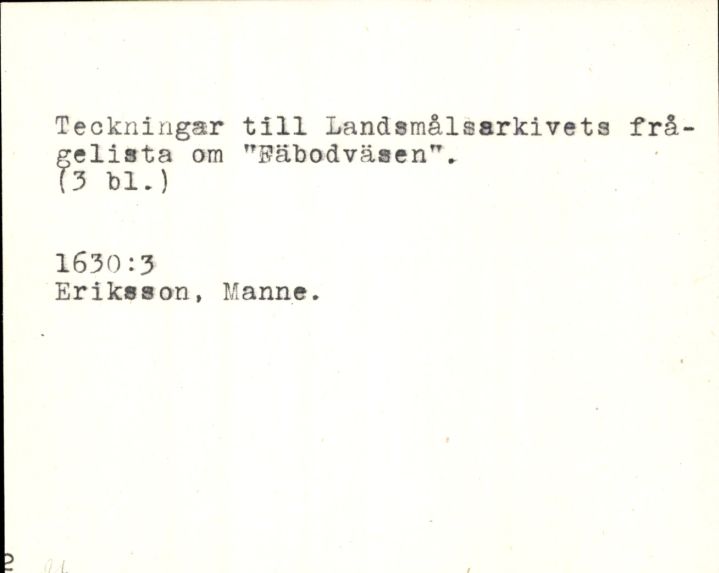 Teckningar till Landsmålsarkivets frå-
gelista om "Fäbodväsen".
(3 bl.)
1630:3
Eriksson, Manne.